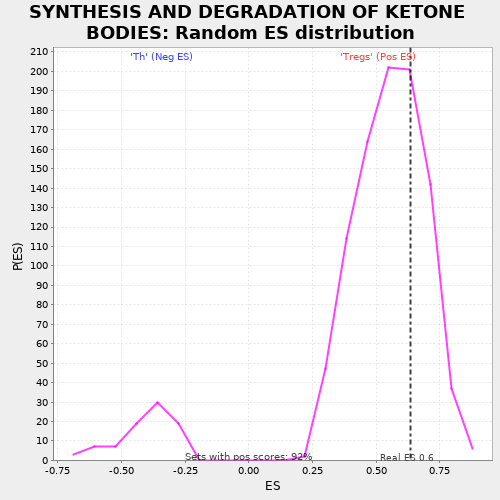 SYNTHESIS AND DEGRADATION OF KETONE
BODIES: Random ES distribution
'Th' (Neg ES)
'Tregs' (Pos ES)
P(ES)
210
200
190
180
170
160
150
140
130
120
110
100
90
80
70
60
50
40
30
20
10
0
Sets with pos scores: 92%
Real ES 0.6
-0.75 -0.50 -0.25 0.00 0.25 0.50 0.75
ES